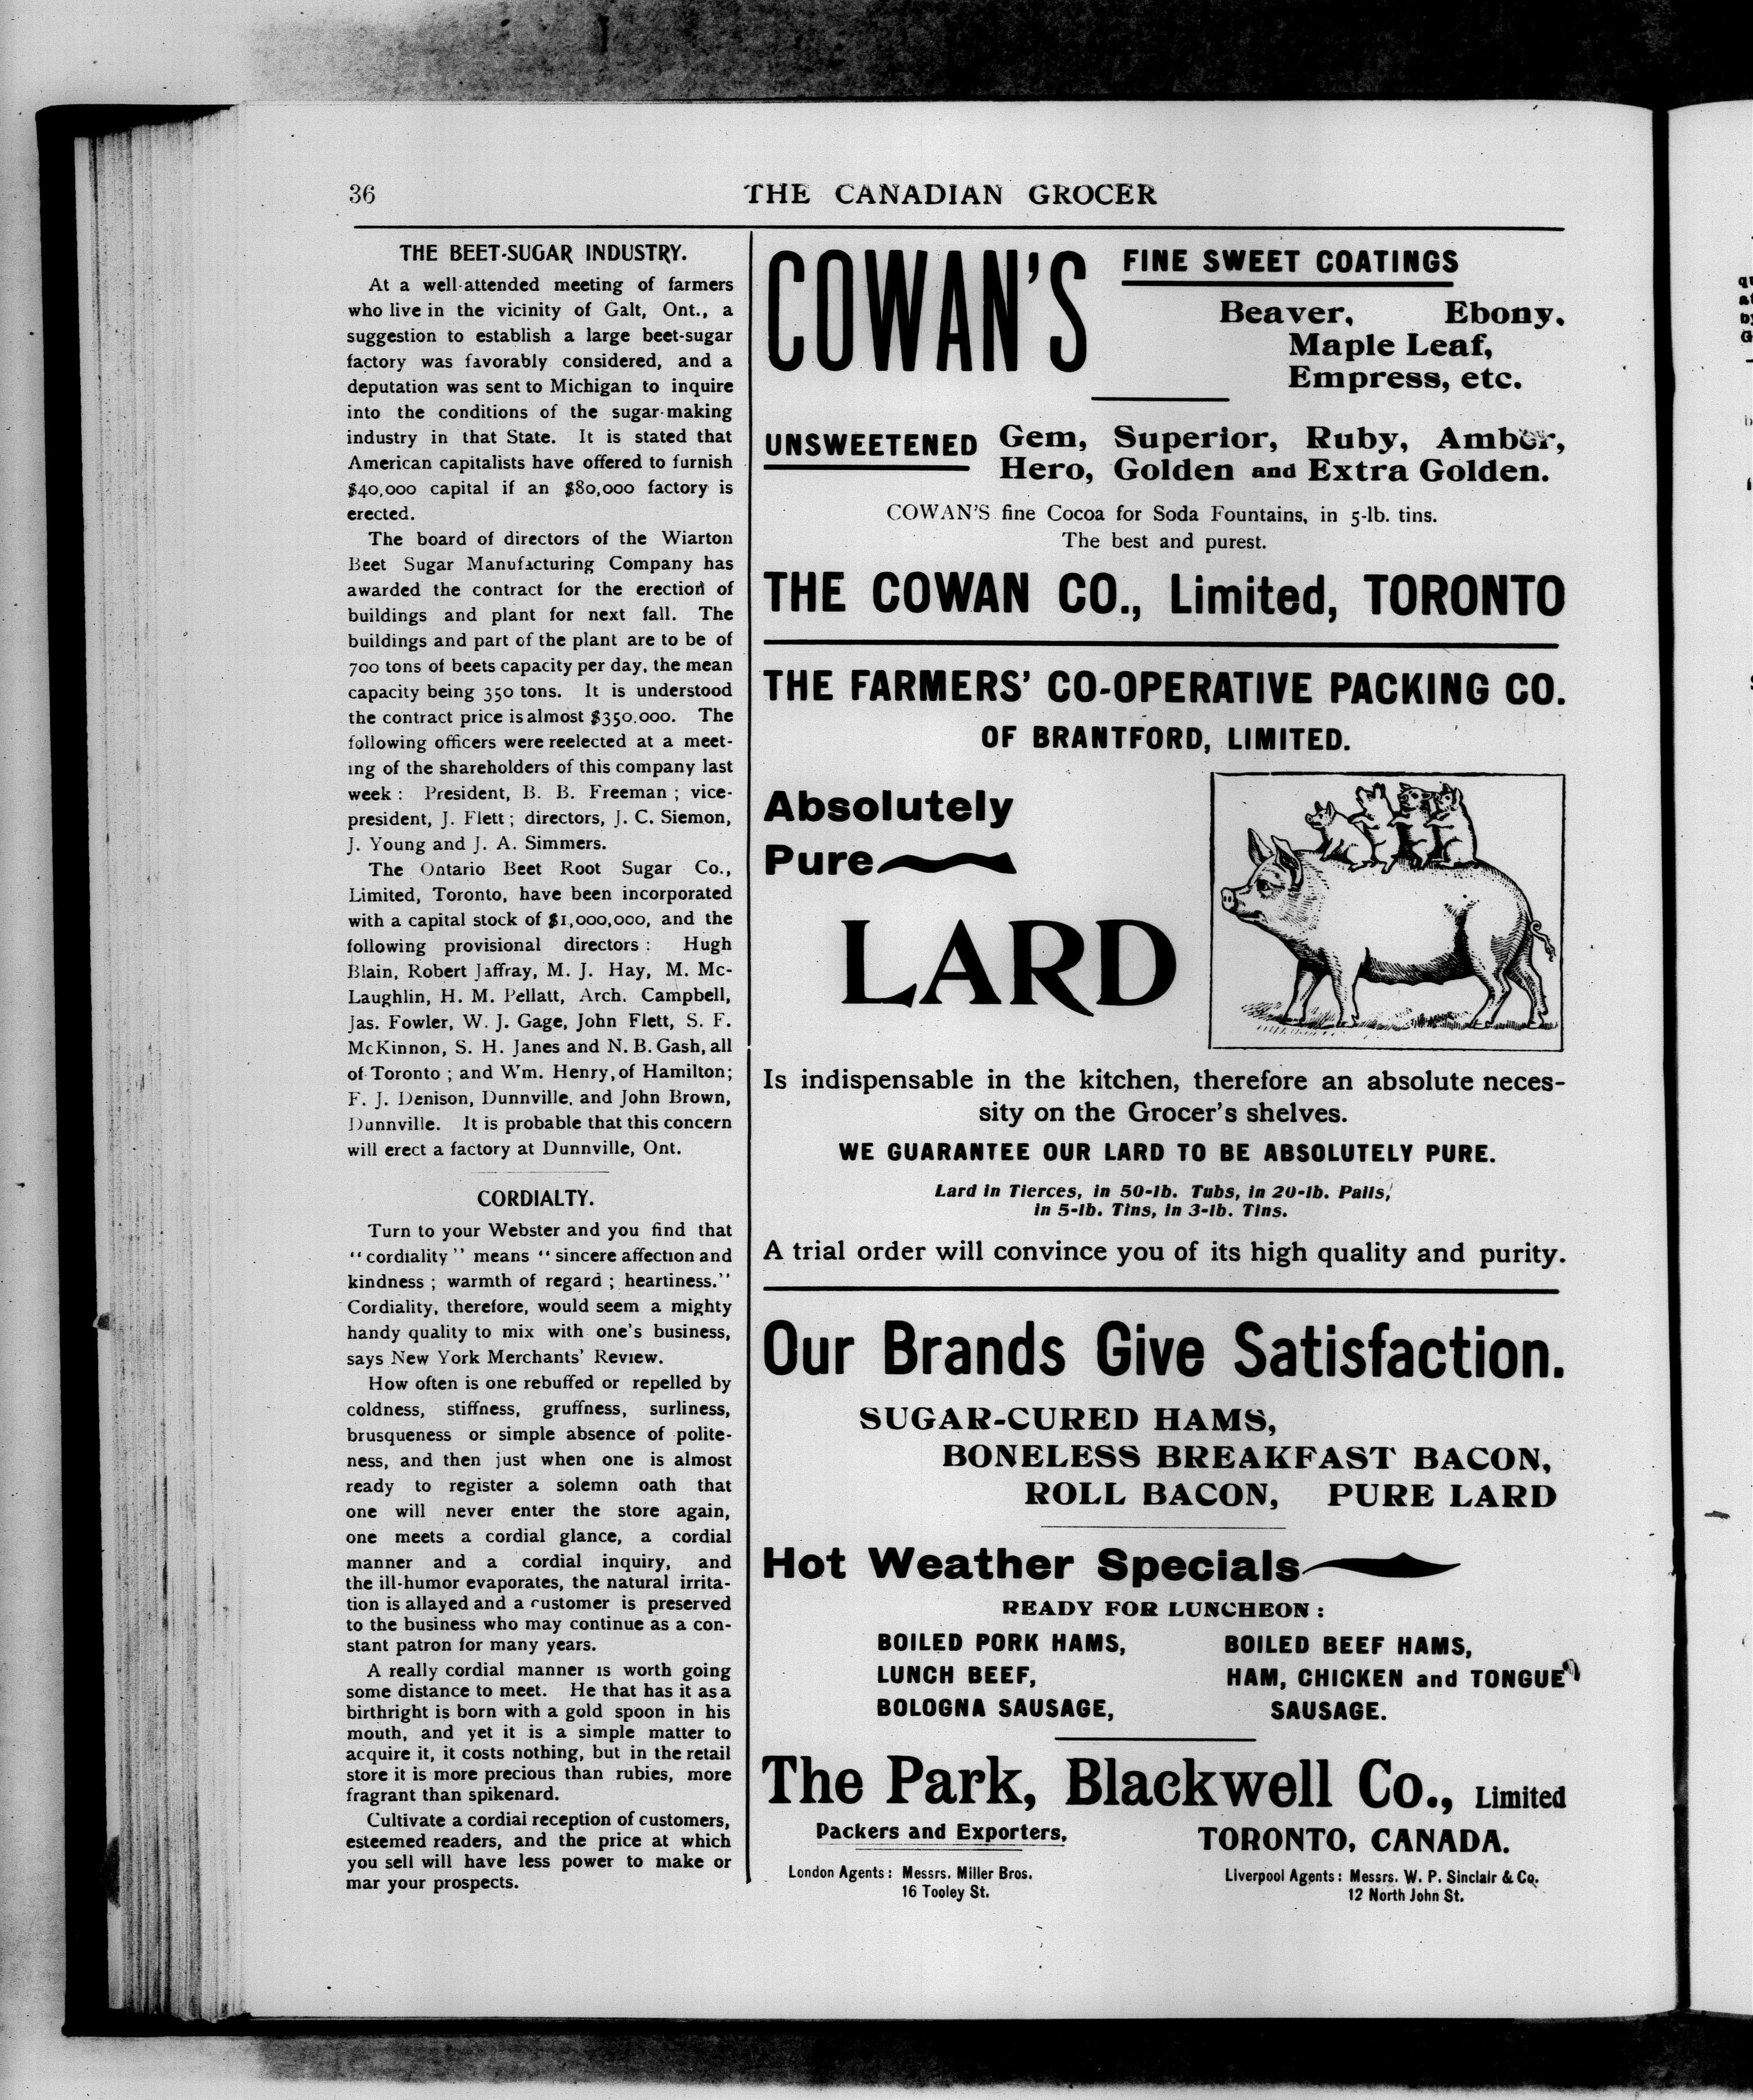 36
THE CANADIAN GROCER
THE BEET-SUGAR INDUSTRY.
At a well-attended meeting of farmers
who live in the vicinity of Galt, Ont., a
suggestion to establish a large beet-sugar
factory was favorably considered, and a
deputation was sent to Michigan to inquire
into the conditions of the sugar-making
industry in that State. It is stated that
American capitalists have offered to furnish
$40,000 capital if an $80,000 factory is
erected.
The board of directors of the Wiarton
Beet Sugar Manufacturing Company has
awarded the contract for the erection of
buildings and plant for next fall. The
buildings and part of the plant are to be of
700 tons of beets capacity per day, the mean
capacity being 350 tons. It is understood
the contract price is almost $350.000. The
following officers were reelected at a meet-
ing of the shareholders of this company last
week : President, B. B. Freeman ; vice-
president, J. Flett ; directors, J. C. Siemon,
J. Young and J. A. Simmers.
The Ontario Beet Root Sugar Co.,
Limited, Toronto, have been incorporated
with a capital stock of $1,000,000, and the
following provisional directors : Hugh
Blain, Robert Jaffray, M. J. Hay, M. Mc-
Laughlin, H. M. Pellatt, Arch. Campbell,
Jas. Fowler, W. J. Gage, John Flett, S. F.
McKinnon, S. H. Janes and N. B. Gash, all
of Toronto ; and Wm. Henry, of Hamilton;
F. J. Denison, Dunnville, and John Brown,
Dunnville. It is probable that this concern
will erect a factory at Dunnville, Ont.
CORDIALTY.
Turn to your Webster and you find that
“cordiality” means “sincere affection and
kindness ; warmth of regard ; heartiness.”
Cordiality, therefore, would seem a mighty
handy quality to mix with one's business,
says New York Merchants' Review.
How often is one rebuffed or repelled by
coldness, stiffness, gruffness, surliness,
brusqueness or simple absence of polite-
ness, and then just when one is almost
ready to register a solemn oath that
one will never enter the store again,
one meets a cordial glance, a cordial
manner and a cordial inquiry, and
the ill-humor evaporates, the natural irrita-
tion is allayed and a customer is preserved
to the business who may continue as a con-
stant patron for many years.
A really cordial manner is worth going
some distance to meet. He that has it as a
birthright is born with a gold spoon in his
mouth, and yet it is a simple matter to
acquire it, it costs nothing, but in the retail
store it is more precious than rubies, more
fragrant than spikenard.
Cultivate a cordial reception of customers,
esteemed readers, and the price at which
you sell will have less power to make or
mar your prospects.
COWAN'S
FINE SWEET COATINGS
Beaver, Ebony,
Maple Leaf,
Empress, etc.
UNSWEETENED
Gem, Superior, Ruby, Amber,
Hero, Golden and Extra Golden.
COWAN'S fine Cocoa for Soda Fountains, in 5-lb. tins.
The best and purest.
THE COWAN CO., Limited, TORONTO
THE FARMERS' CO-OPERATIVE PACKING CO.
OF BRANTFORD, LIMITED.
Absolutely
Pure
LARD
Is indispensable in the kitchen, therefore an absolute neces-
sity on the Grocer's shelves.
WE GUARANTEE OUR LARD TO BE ABSOLUTELY PURE.
Lard in Tierces, in 50-lb. Tubs, in 20-lb. Pails,
in 5-lb. Tins, in 3-lb. Tins.
A trial order will convince you of its high quality and purity.
Our Brands Give Satisfaction.
SUGAR-CURED HAMS,
BONELESS BREAKFAST BACON,
ROLL BACON, PURE LARD
Hot Weather Specials
READY FOR LUNCHEON :
BOILED PORK HAMS,
LUNCH BEEF,
BOLOGNA SAUSAGE,
BOILED BEEF HAMS,
HAM, CHICKEN and TONGUE
SAUSAGE.
The Park, Blackwell Co., Limited
Packers and Exporters,
TORONTO, CANADA.
London Agents : Messrs. Miller Bros.
16 Tooley St.
Liverpool Agents : Messrs. W. P. Sinclair & Co.
12 North John St.